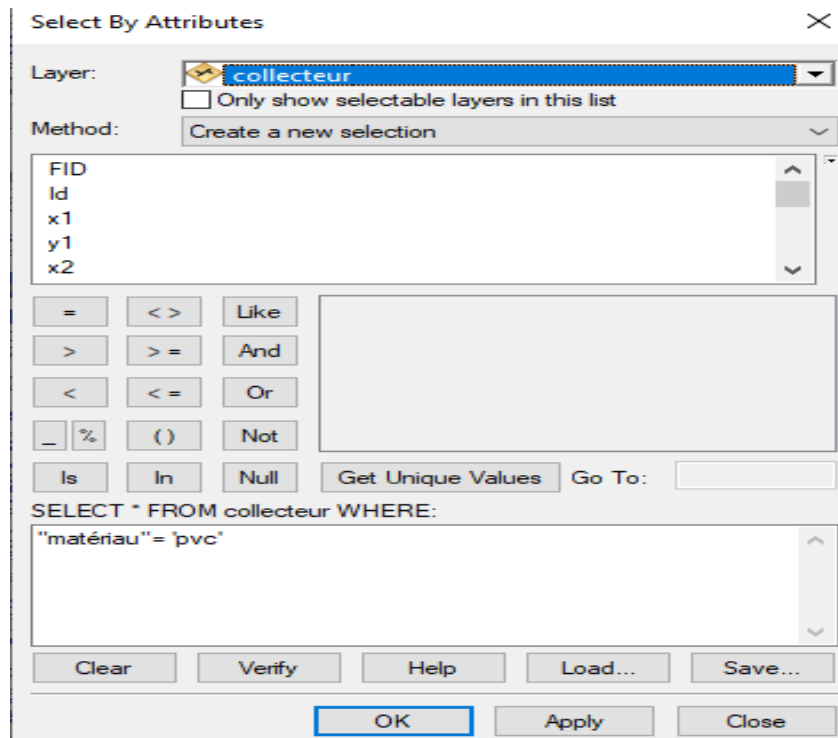 Select By Attributes
Layer: collecteur
Only show selectable layers in this list
Method: Create a new selection
FID
Id
x1
y1
x2
= < > Like
> > = And
< < = Or
_ % ( ) Not
Is In Null Get Unique Values Go To:
SELECT * FROM collecteur WHERE:
"matériau"= 'pvc'
Clear Verify Help Load... Save...
OK Apply Close